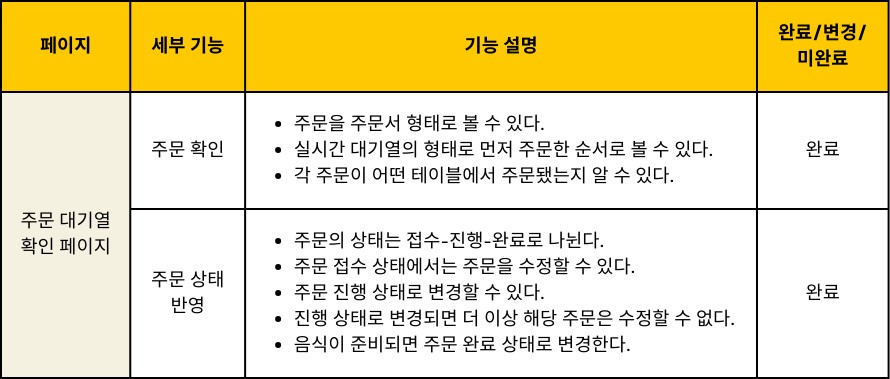 페이지
세부 기능
기능 설명
완료/변경/
미완료
주문 대기열
확인 페이지
주문 확인
• 주문을 주문서 형태로 볼 수 있다.
• 실시간 대기열의 형태로 먼저 주문한 순서로 볼 수 있다.
• 각 주문이 어떤 테이블에서 주문됐는지 알 수 있다.
완료
주문 상태
반영
• 주문의 상태는 접수-진행-완료로 나뉜다.
• 주문 접수 상태에서는 주문을 수정할 수 있다.
• 주문 진행 상태로 변경할 수 있다.
• 진행 상태로 변경되면 더 이상 해당 주문은 수정할 수 없다.
• 음식이 준비되면 주문 완료 상태로 변경한다.
완료